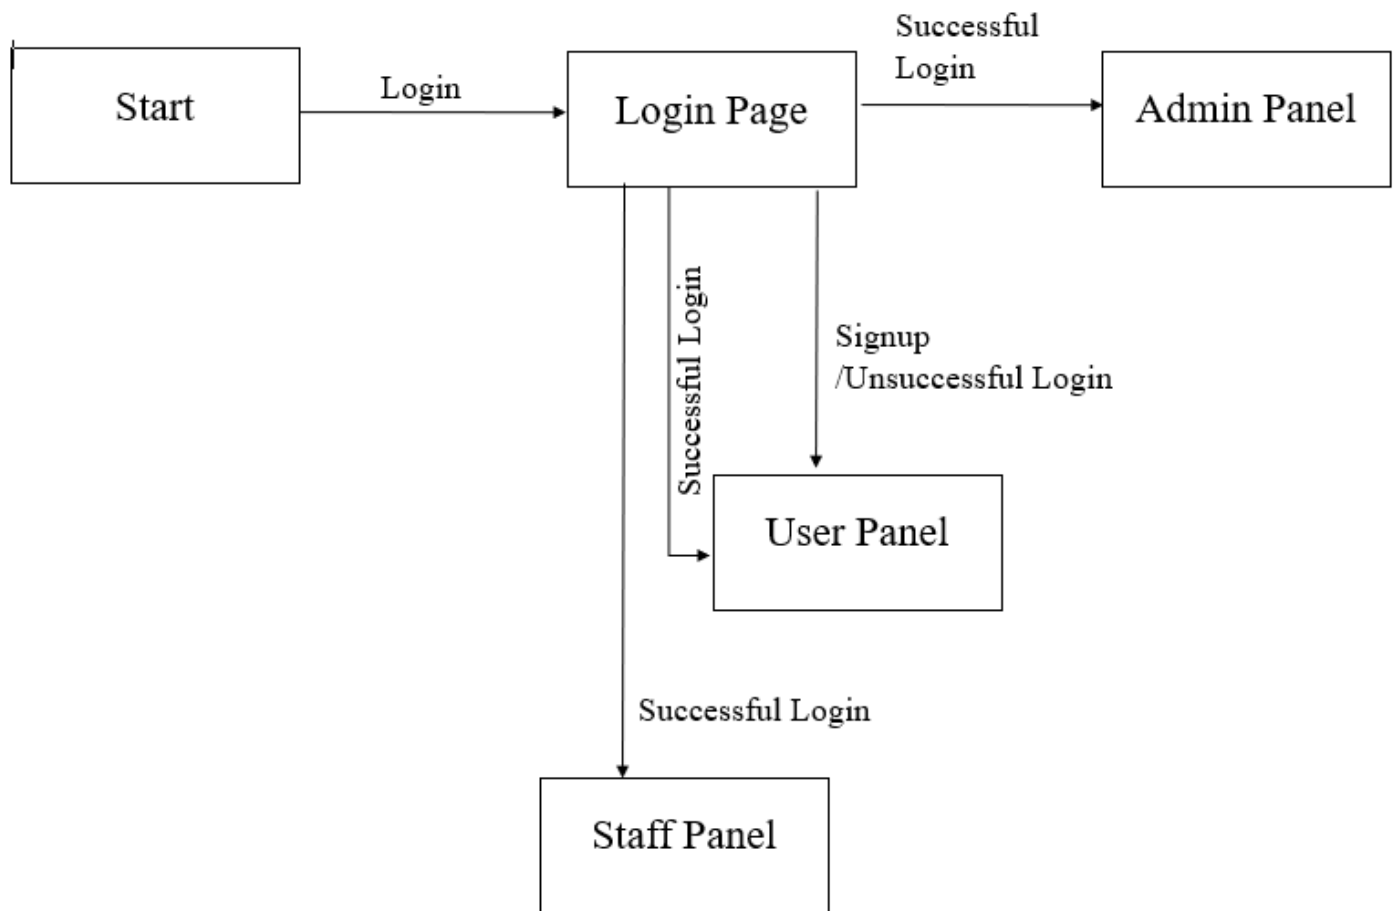 Start
Login
Login Page
Successful
Login
Admin Panel
Successful Login
Signup
/Unsuccessful Login
User Panel
Successful Login
Staff Panel